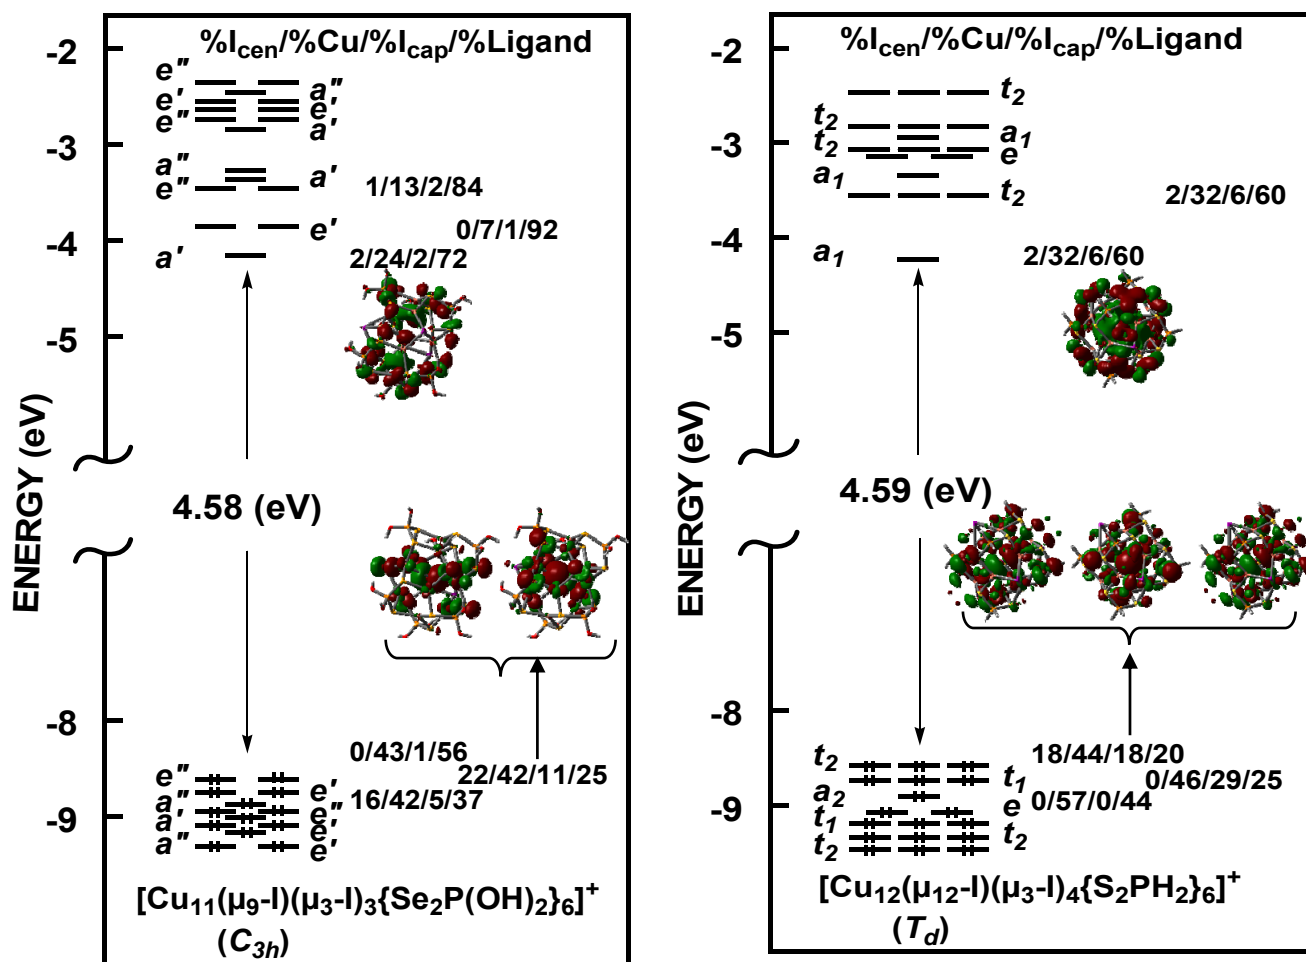 %Icen/%Cu/%Icap/%Ligand
-2
e″
a″
e′
e′
e″
a′
-3
a″
a′
e″
1/13/2/84
e′
0/7/1/92
-4
a′
2/24/2/72
-5
ENERGY (eV)
4.58 (eV)
-8
0/43/1/56
e″
e′
22/42/11/25
a″
16/42/5/37
e″
a′
-9
a′
e′
a″
e′
[Cu11(μ9-I)(μ3-I)3{Se2P(OH)2}6]+
(C3h)
%Icen/%Cu/%Icap/%Ligand
-2
t2
t2
a1
t2
-3
e
a1
t2
2/32/6/60
-4
a1
2/32/6/60
-5
ENERGY (eV)
4.59 (eV)
-8
t2
18/44/18/20
t1
0/46/29/25
a2
e
0/57/0/44
-9
t1
t2
t2
[Cu12(μ12-I)(μ3-I)4{S2PH2}6]+
(Td)